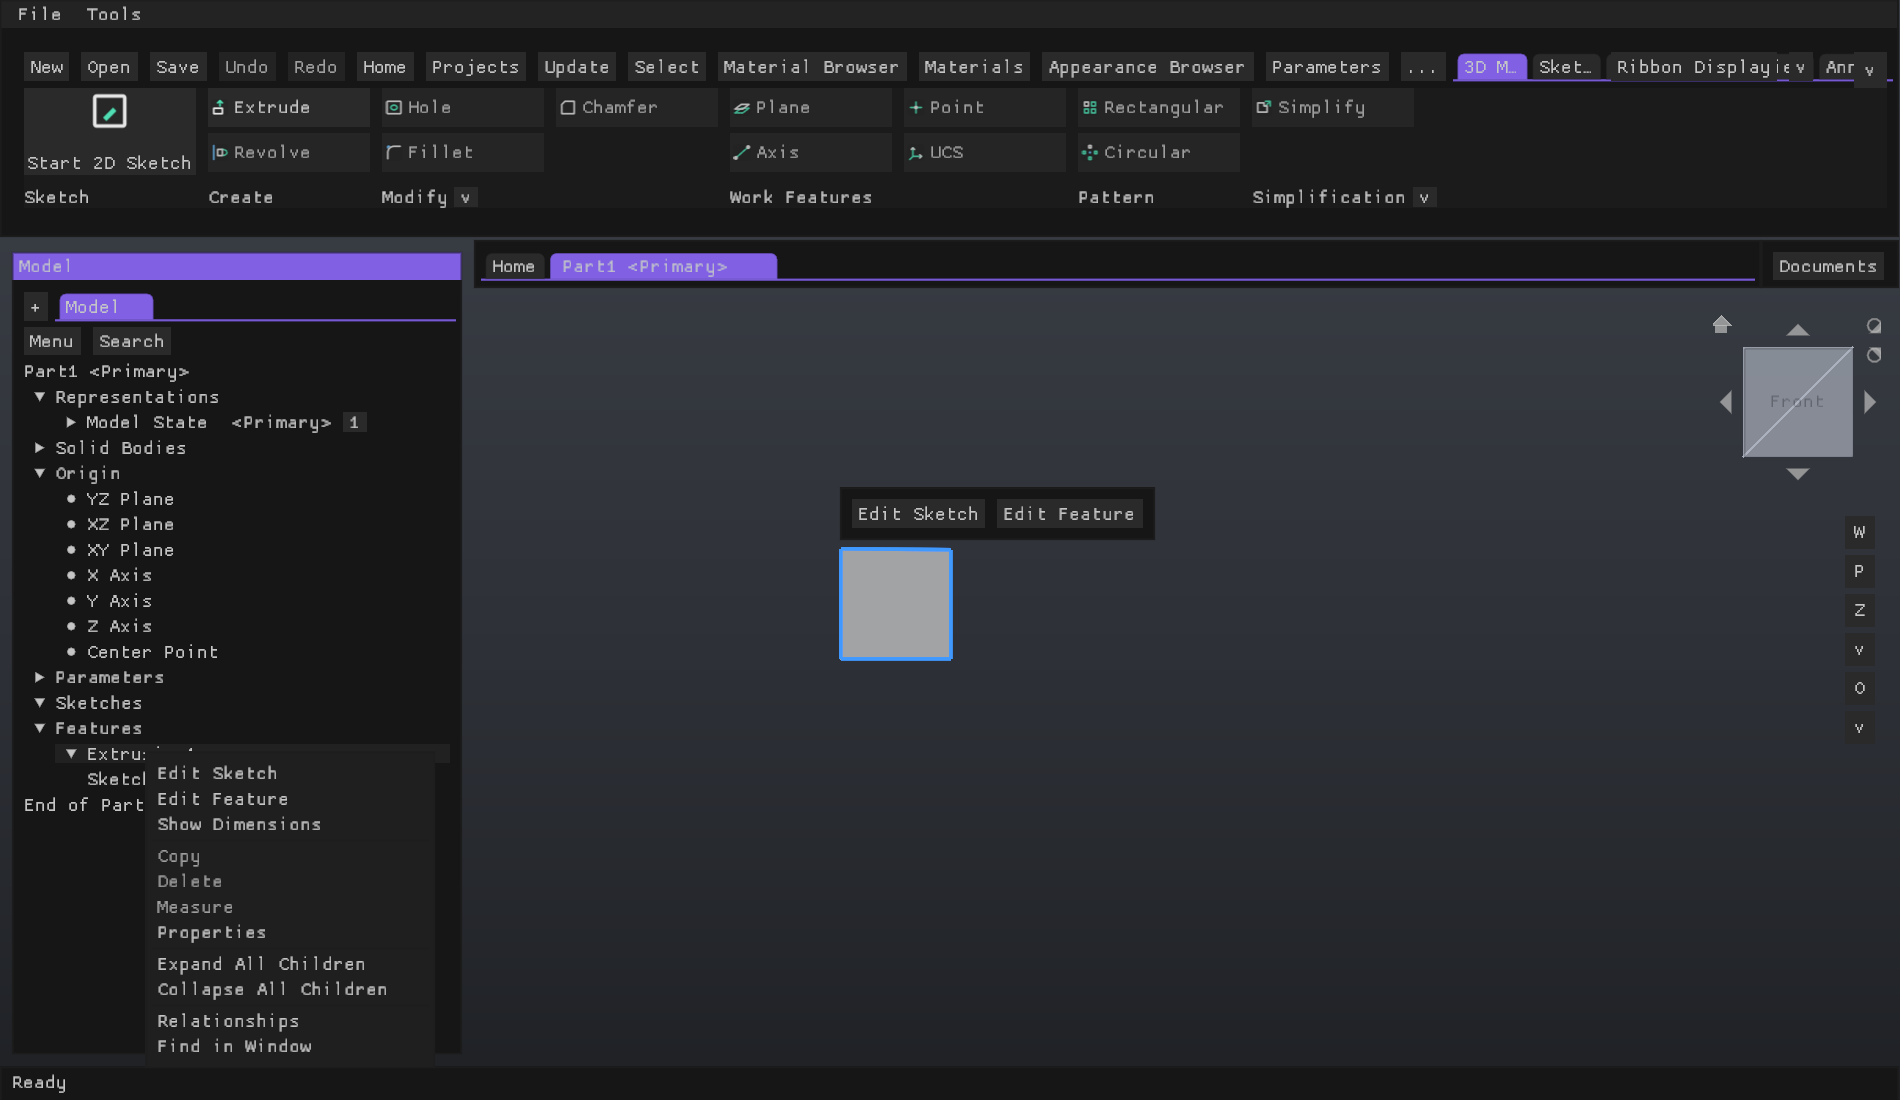 File Tools
New Open Save Undo Redo Home Projects Update Select Material Browser Materials Appearance Browser Parameters ... 3D M… Sket… Ribbon v v
Extrude Hole Chamfer Plane Point Rectangular Simplify
Revolve Fillet Axis UCS Circular
Start 2D Sketch
Sketch Create Modify v Work Features Pattern Simplification v
Model
Home Part1 <Primary> Documents
+ Model
Menu Search
Part1 <Primary>
Representations
Model State <Primary> 1
Solid Bodies
Origin
YZ Plane
XZ Plane
XY Plane
X Axis
Y Axis
Z Axis
Center Point
Parameters
Sketches
Features
End of Part
Edit Sketch
Edit Feature
Show Dimensions
Copy
Delete
Measure
Properties
Expand All Children
Collapse All Children
Relationships
Find in Window
Edit Sketch Edit Feature
Front
W
P
Z
v
O
v
Ready